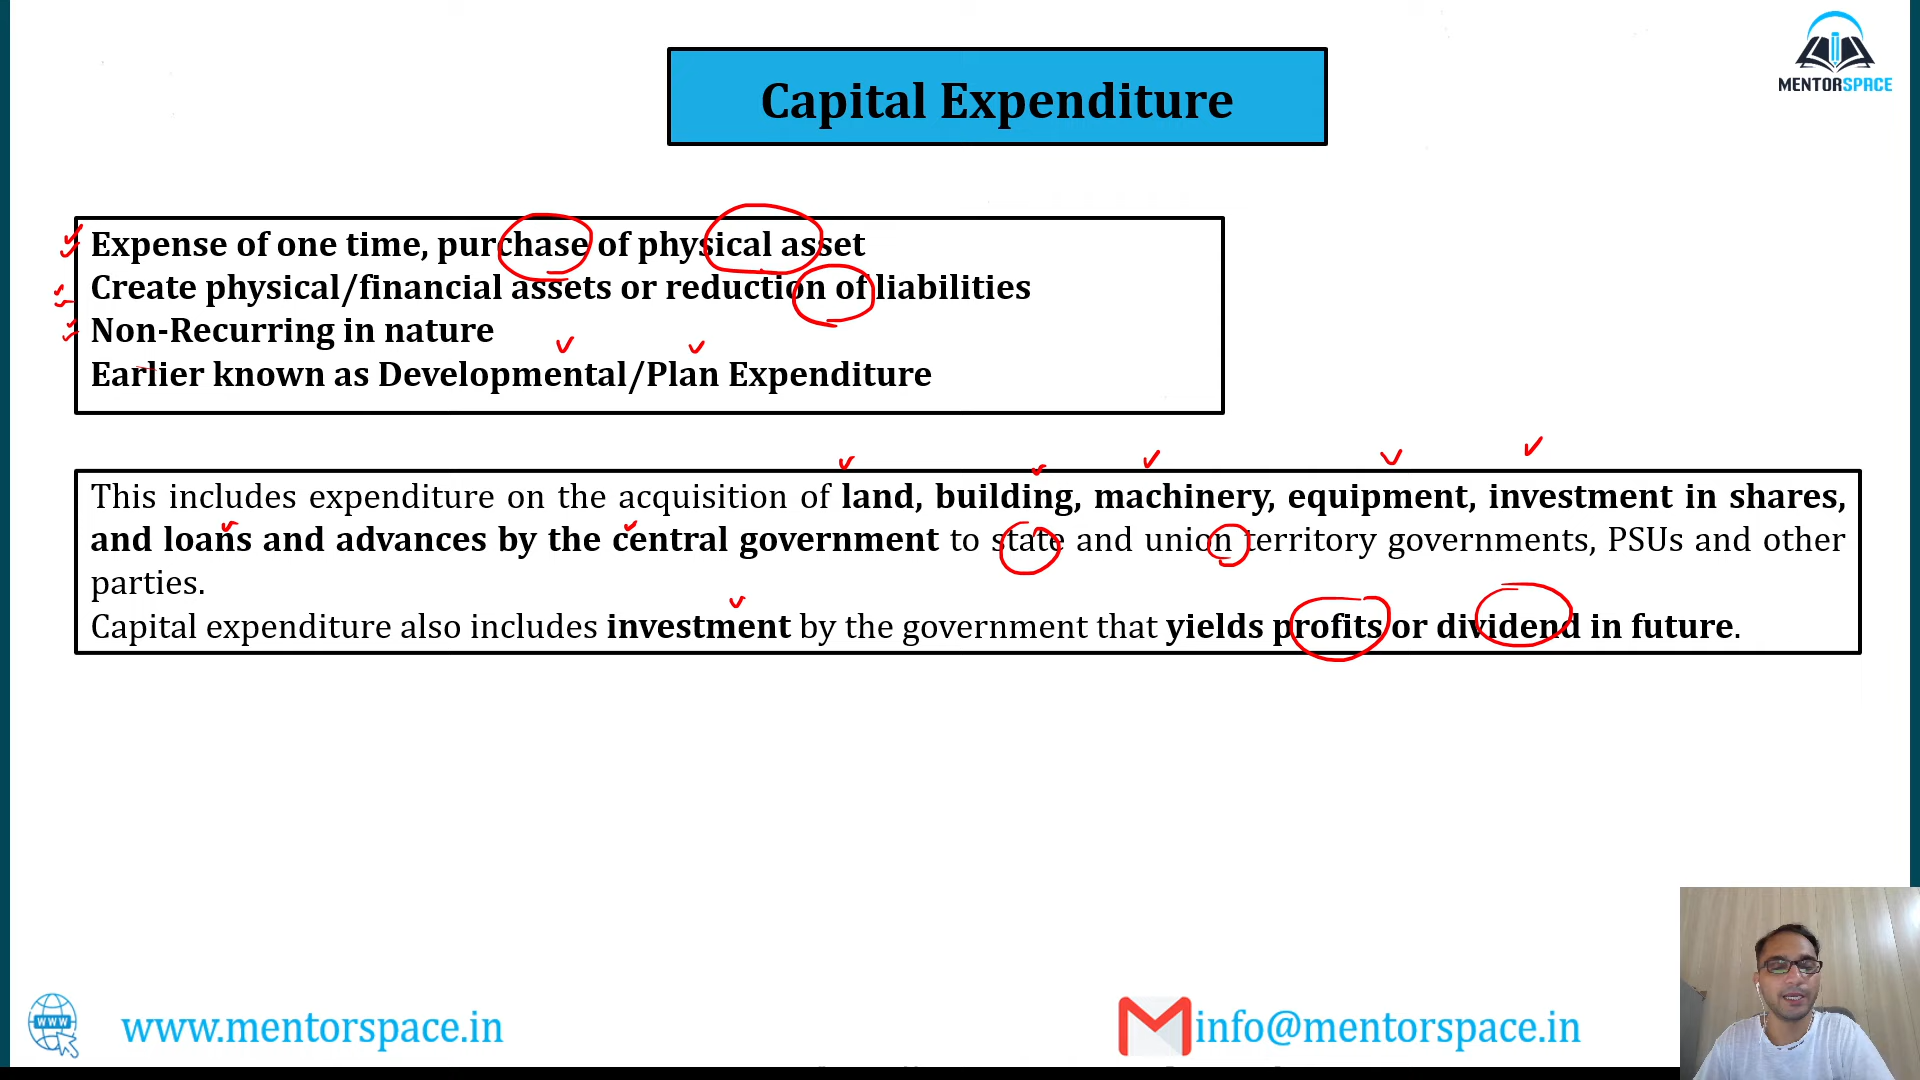 MENTORSPACE
Capital Expenditure
Expense of one time, purchase of physical asset
Create physical/financial assets or reduction of liabilities
Non-Recurring in nature
Earlier known as Developmental/Plan Expenditure
This includes expenditure on the acquisition of land, building, machinery, equipment, investment in shares,
and loans and advances by the central government to state and union territory governments, PSUs and other
parties.
Capital expenditure also includes investment by the government that yields profits or dividend in future.
WWW
www.mentorspace.in
info@mentorspace.in